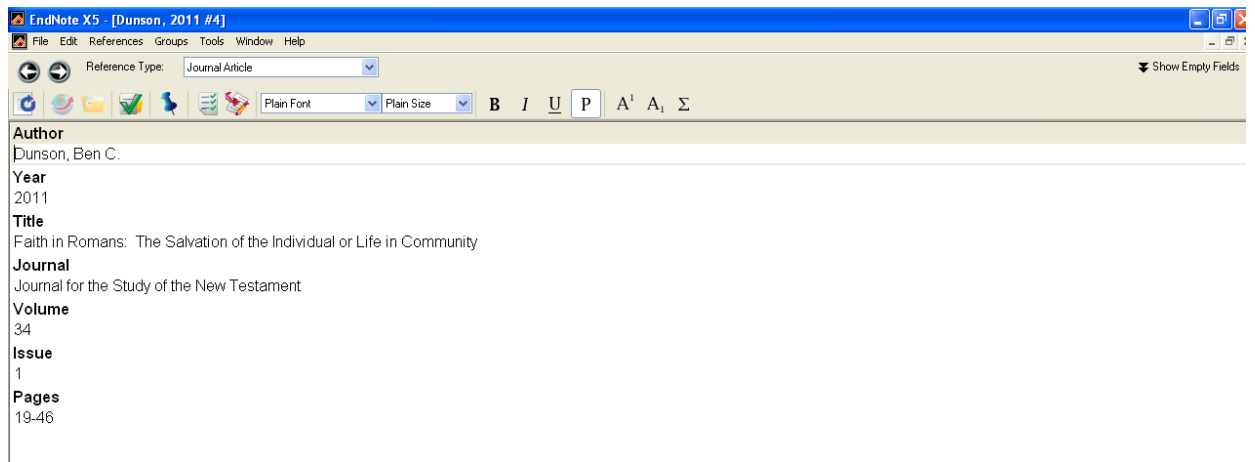 EndNote X5 - [Dunson, 2011 #4]
File Edit References Groups Tools Window Help
Reference Type: Journal Article Show Empty Fields
Plain Font Plain Size B I U P A¹ A₁ Σ
Author
Dunson, Ben C.
Year
2011
Title
Faith in Romans:  The Salvation of the Individual or Life in Community
Journal
Journal for the Study of the New Testament
Volume
34
Issue
1
Pages
19-46